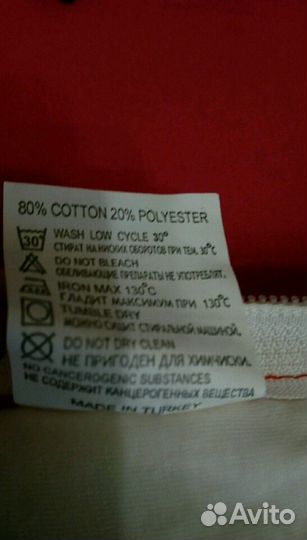 80% COTTON 20% POLYESTER
30
WASH LOW CYCLE 30°
СТИРАТ НА НИСКИХ ОБОРОТОВ ПРИ ТЕМ. 30°C
DO NOT BLEACH
ОБЕЛИВАЮЩИЕ ПРЕПАРАТЫ НЕ УПОТРЕБЛЯТ.
IRON MAX 130°C
ГЛАДИТ МАКСИМУМ ПРИ 130°C
TUMBLE DRY
МОЖНО СУШИТ СТИРАЛЬНОЙ МАШИНОЙ.
DO NOT DRY CLEAN
НЕ ПРИГОДЕН ДЛЯ ХИМЧИСКИ.
NO CANCEROGENIC SUBSTANCES
НЕ СОДЕРЖИТ КАНЦЕРОГЕННЫХ ВЕЩЕСТВА
MADE IN TURKEY
Avito